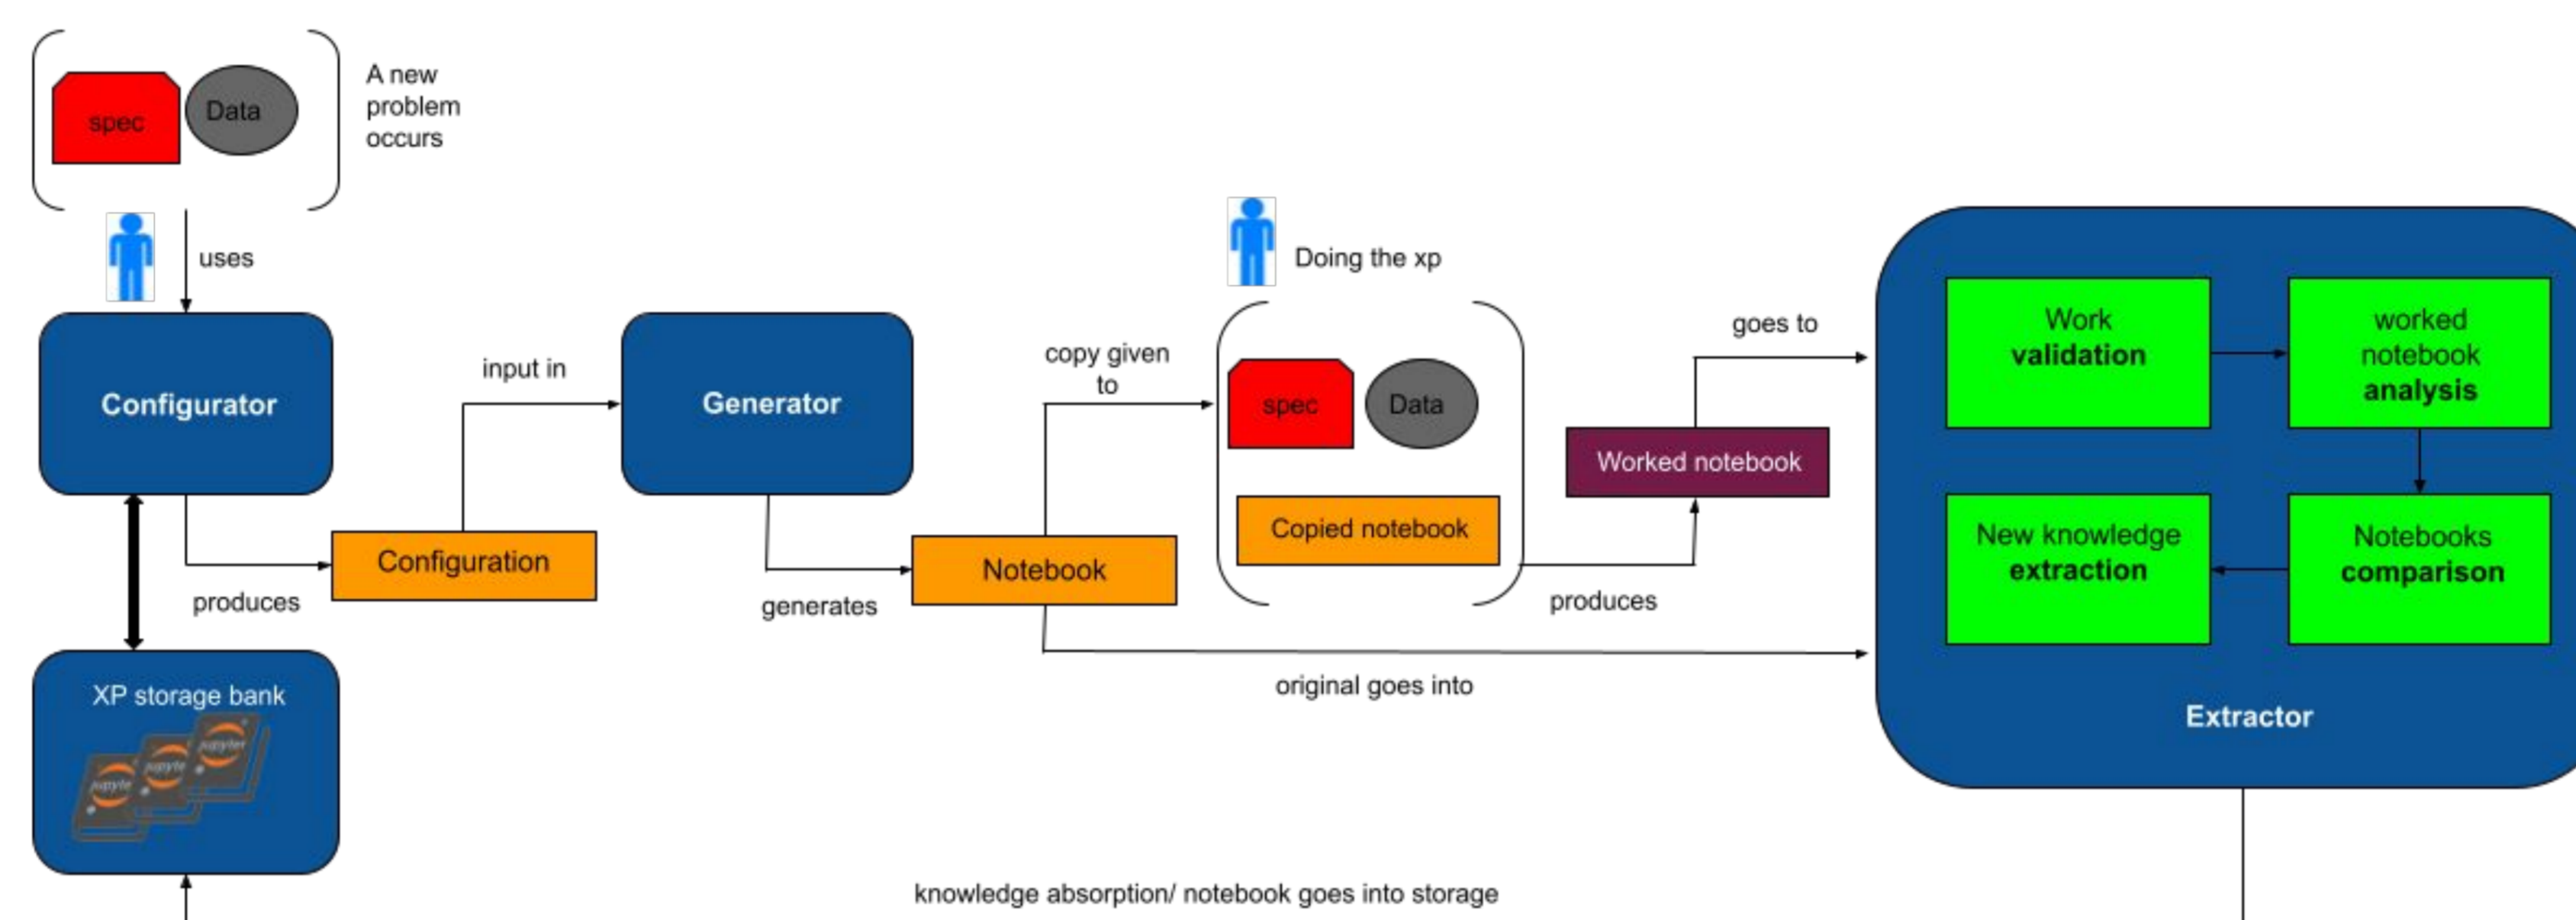 A new
problem
occurs
spec
Data
uses
Doing the xp
Configurator
input in
Generator
copy given
to
spec
Data
goes to
Work
validation
worked
notebook
analysis
Worked notebook
Copied notebook
Configuration
produces
generates
Notebook
produces
New knowledge
extraction
Notebooks
comparison
original goes into
XP storage bank
jupyter
Extractor
knowledge absorption/ notebook goes into storage